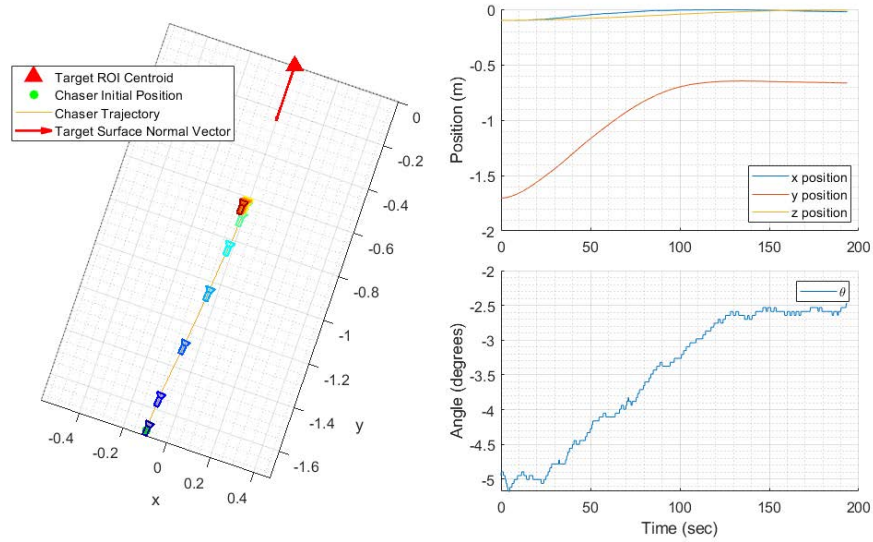 Target ROI Centroid
Chaser Initial Position
Chaser Trajectory
Target Surface Normal Vector
0
-0.2
-0.4
-0.6
-0.8
-1
-1.2
-1.4
-1.6
y
-0.4
-0.2
0
0.2
0.4
x
Position (m)
0
-0.5
-1
-1.5
-2
x position
y position
z position
0 50 100 150 200
Angle (degrees)
-2
-2.5
-3
-3.5
-4
-4.5
-5
θ
0 50 100 150 200
Time (sec)